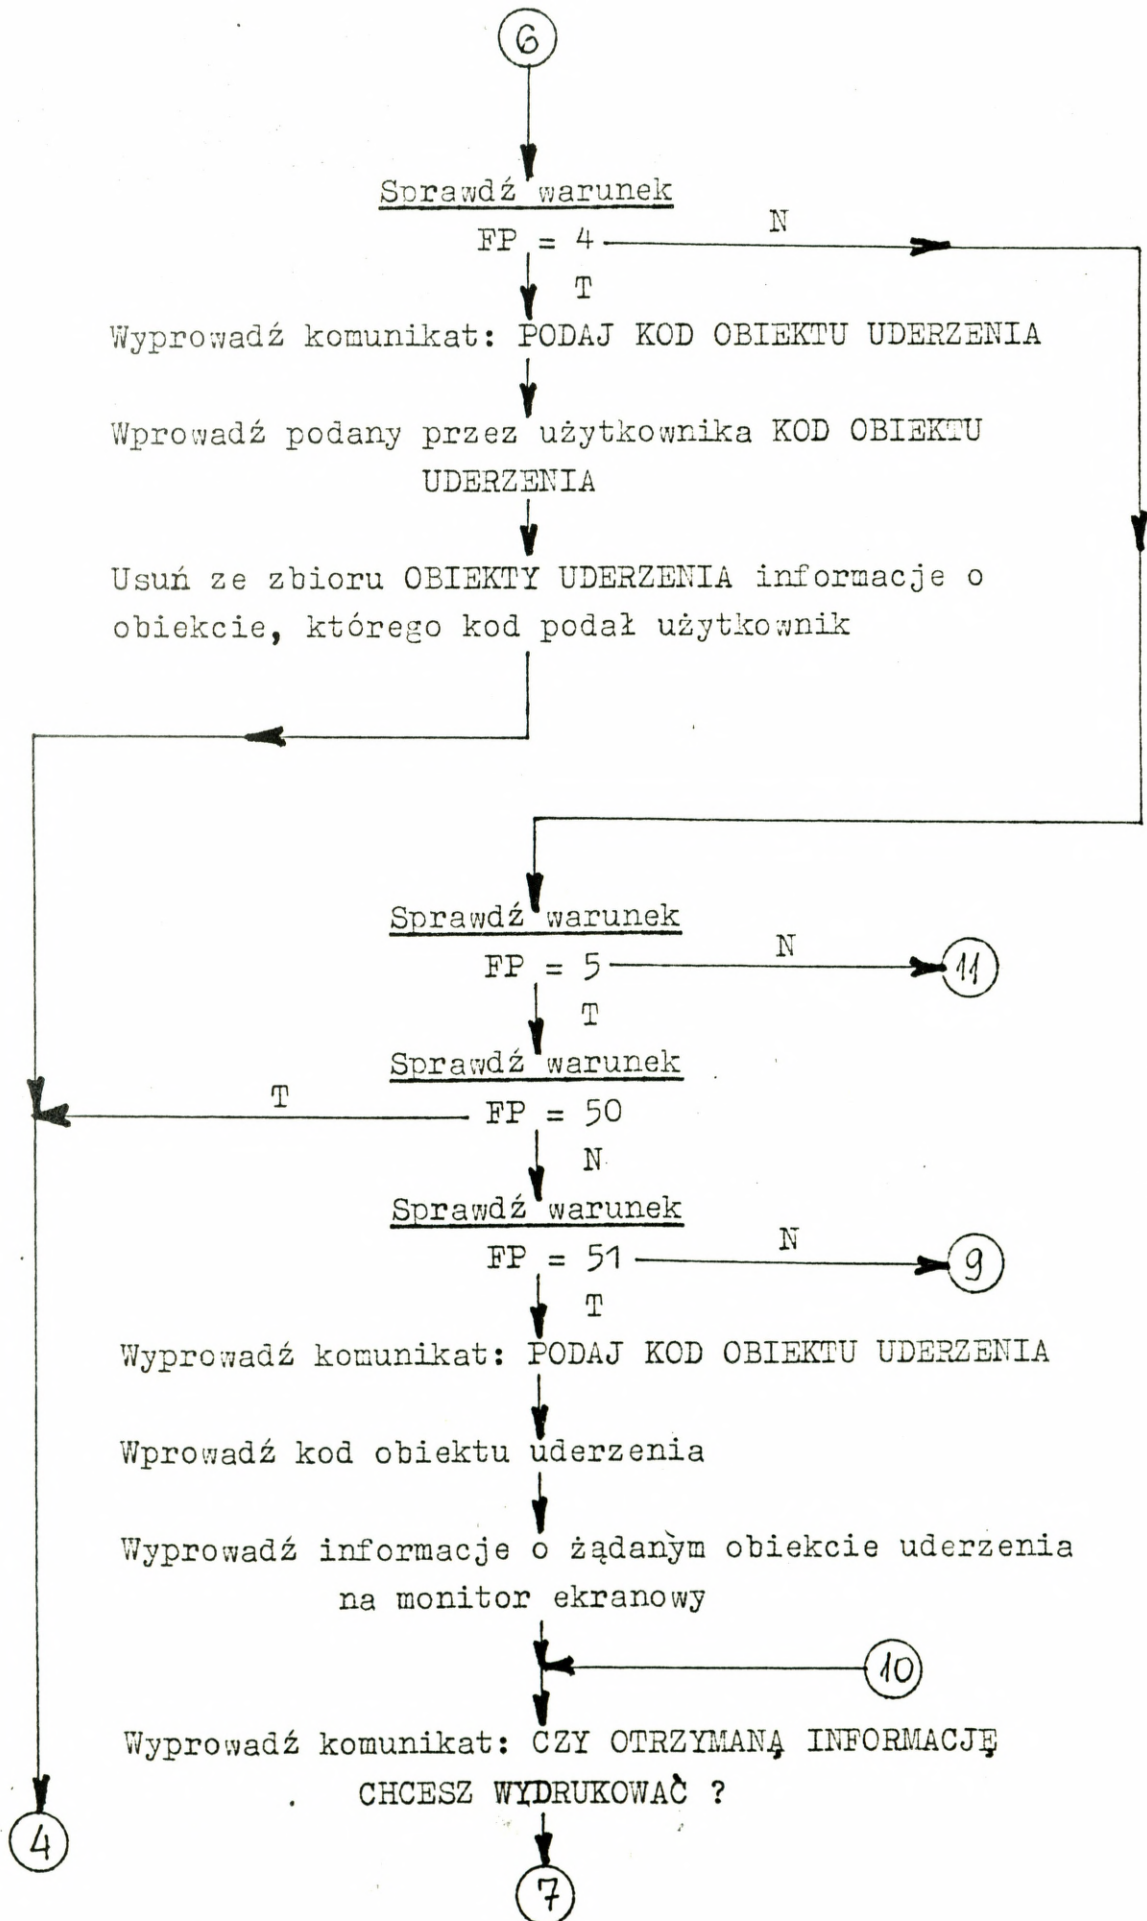 6
Sprawdź warunek
FP = 4
N
T
Wyprowadź komunikat: PODAJ KOD OBIEKTU UDERZENIA
Wprowadź podany przez użytkownika KOD OBIEKTU
UDERZENIA
Usuń ze zbioru OBIEKTY UDERZENIA informacje o
obiekcie, którego kod podał użytkownik
Sprawdź warunek
FP = 5
N
11
T
Sprawdź warunek
T
FP = 50
N
Sprawdź warunek
FP = 51
N
9
T
Wyprowadź komunikat: PODAJ KOD OBIEKTU UDERZENIA
Wprowadź kod obiektu uderzenia
Wyprowadź informacje o żądanym obiekcie uderzenia
na monitor ekranowy
10
Wyprowadź komunikat: CZY OTRZYMANĄ INFORMACJĘ
CHCESZ WYDRUKOWAĆ ?
4
7